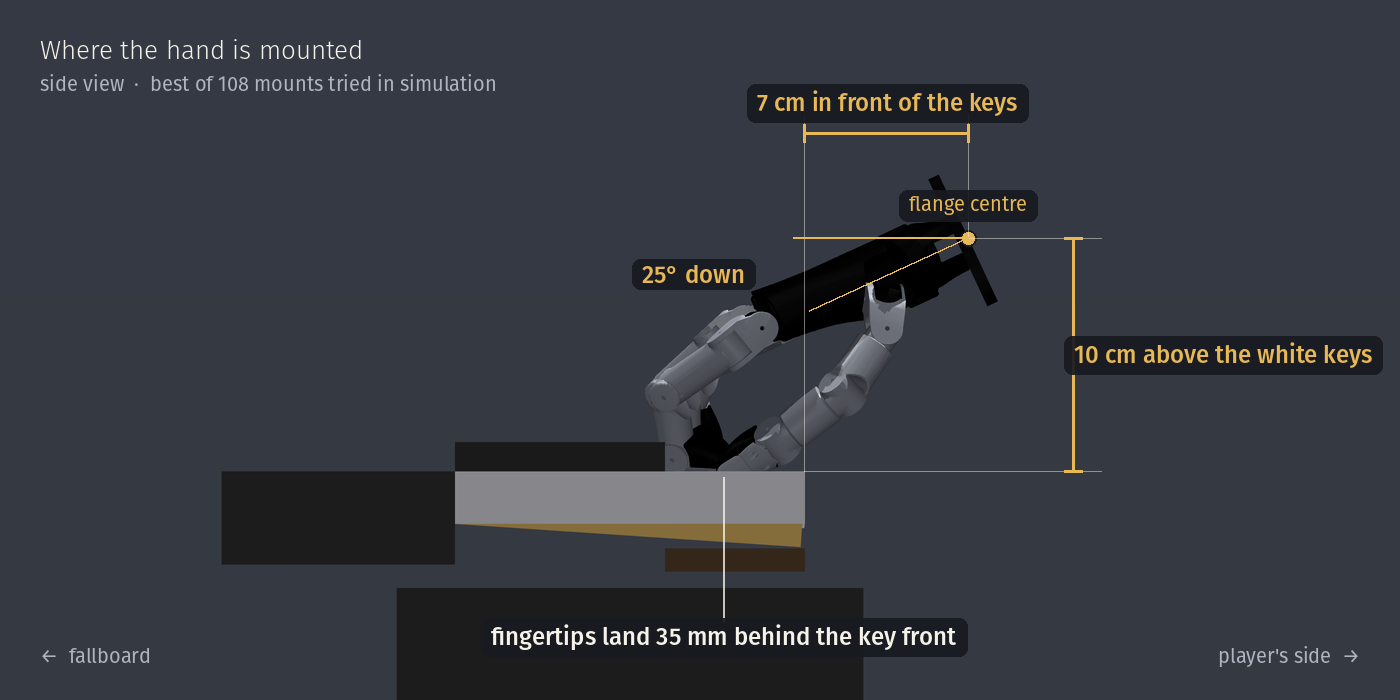 Where the hand is mounted
side view · best of 108 mounts tried in simulation
7 cm in front of the keys
flange centre
25° down
10 cm above the white keys
fingertips land 35 mm behind the key front
← fallboard
player's side →